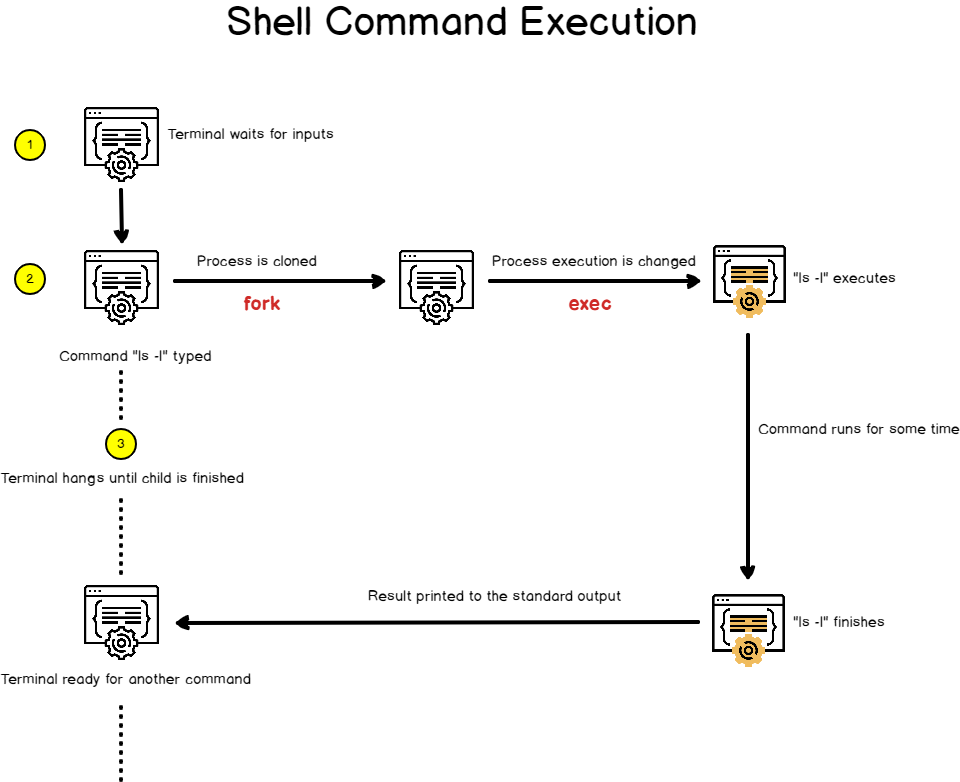 Shell Command Execution
1
Terminal waits for inputs
2
Process is cloned
fork
Process execution is changed
exec
"ls -l" executes
Command "ls -l" typed
3
Terminal hangs until child is finished
Command runs for some time
Result printed to the standard output
"ls -l" finishes
Terminal ready for another command